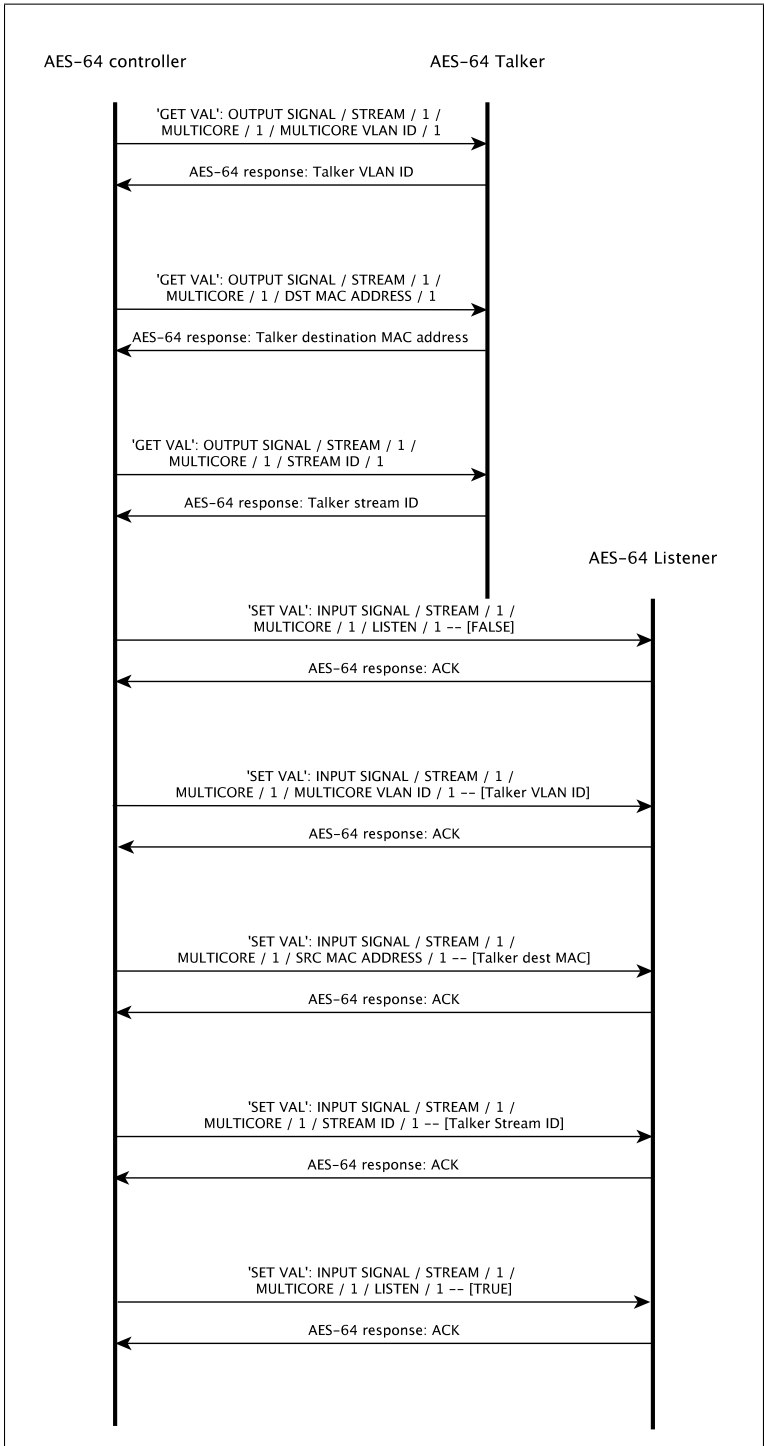 AES-64 controller
AES-64 Talker
'GET VAL': OUTPUT SIGNAL / STREAM / 1 /
MULTICORE / 1 / MULTICORE VLAN ID / 1
AES-64 response: Talker VLAN ID
'GET VAL': OUTPUT SIGNAL / STREAM / 1 /
MULTICORE / 1 / DST MAC ADDRESS / 1
AES-64 response: Talker destination MAC address
'GET VAL': OUTPUT SIGNAL / STREAM / 1 /
MULTICORE / 1 / STREAM ID / 1
AES-64 response: Talker stream ID
AES-64 Listener
'SET VAL': INPUT SIGNAL / STREAM / 1 /
MULTICORE / 1 / LISTEN / 1 -- [FALSE]
AES-64 response: ACK
'SET VAL': INPUT SIGNAL / STREAM / 1 /
MULTICORE / 1 / MULTICORE VLAN ID / 1 -- [Talker VLAN ID]
AES-64 response: ACK
'SET VAL': INPUT SIGNAL / STREAM / 1 /
MULTICORE / 1 / SRC MAC ADDRESS / 1 -- [Talker dest MAC]
AES-64 response: ACK
'SET VAL': INPUT SIGNAL / STREAM / 1 /
MULTICORE / 1 / STREAM ID / 1 -- [Talker Stream ID]
AES-64 response: ACK
'SET VAL': INPUT SIGNAL / STREAM / 1 /
MULTICORE / 1 / LISTEN / 1 -- [TRUE]
AES-64 response: ACK